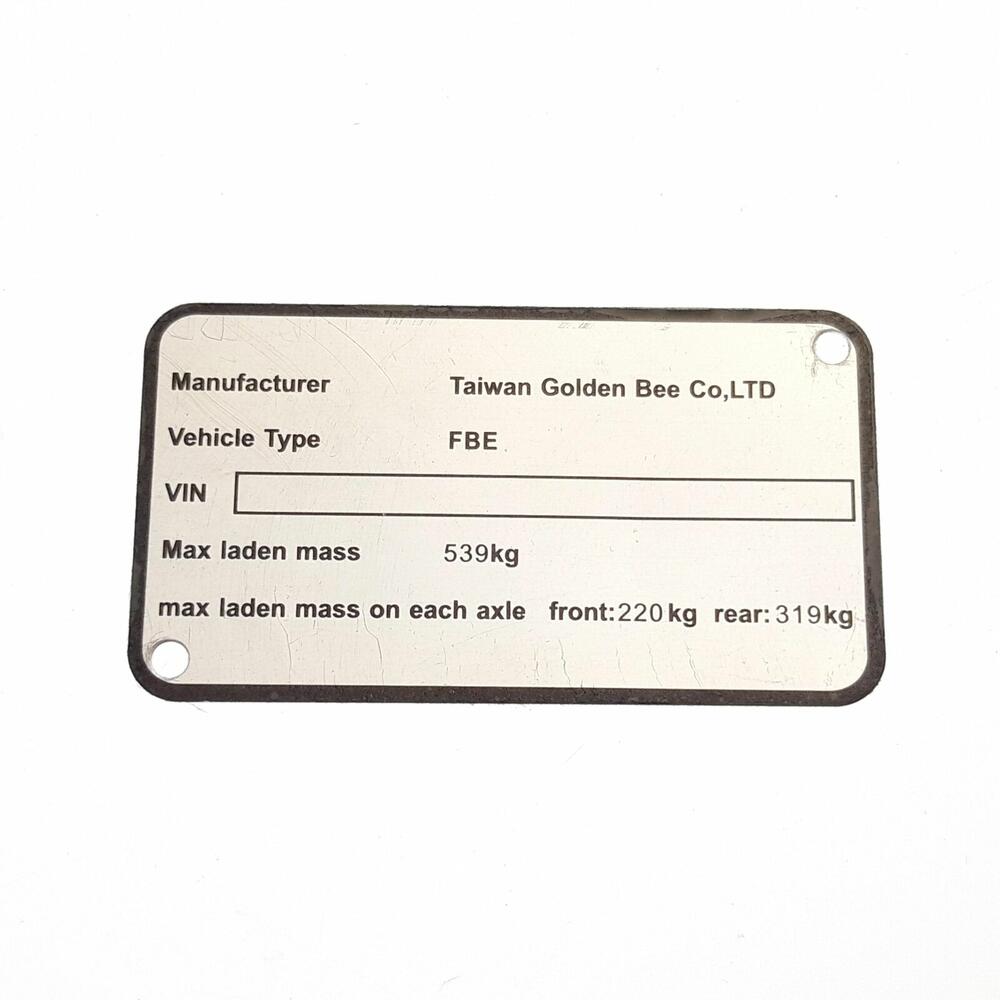 Manufacturer Taiwan Golden Bee Co,LTD
Vehicle Type FBE
VIN
Max laden mass 539kg
max laden mass on each axle front:220kg rear:319kg